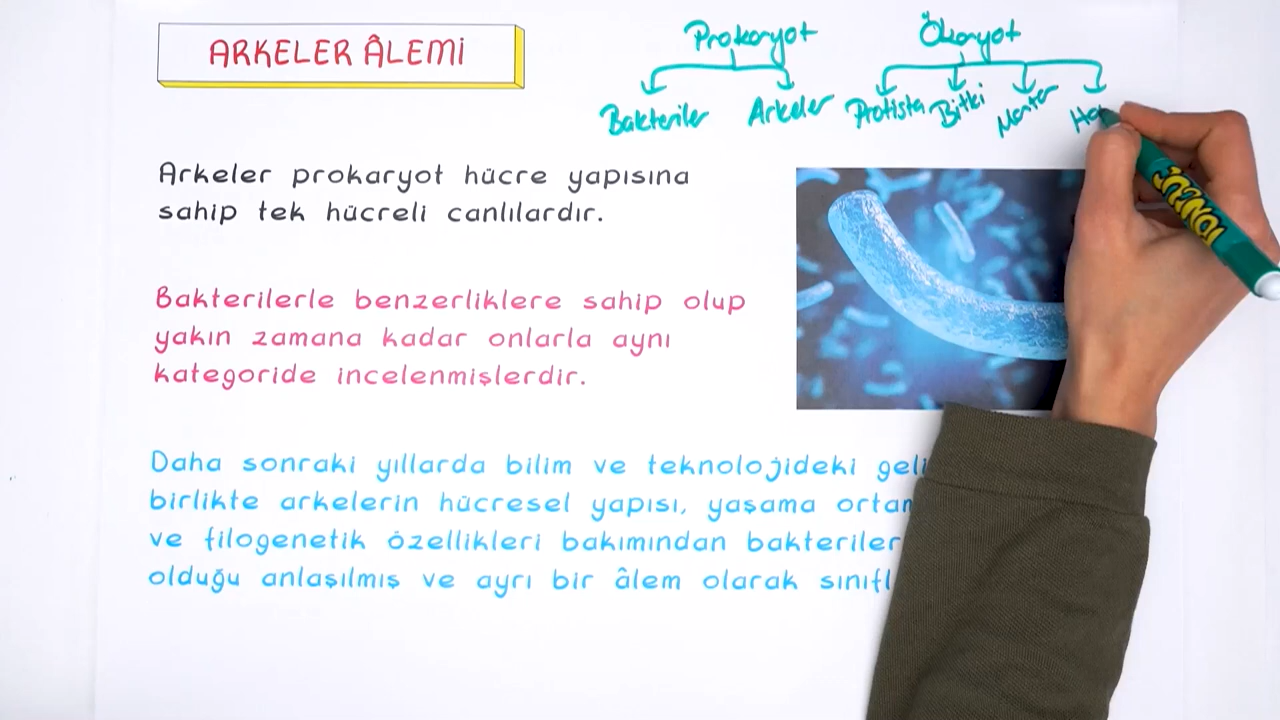 ARKELER ÂLEMİ
Prokaryot
Ökaryot
Bakteriler
Arkeler
Protista
Bitki
Mantar
Arkeler prokaryot hücre yapısına
sahip tek hücreli canlılardır.
Bakterilerle benzerliklere sahip olup
yakın zamana kadar onlarla aynı
kategoride incelenmişlerdir.
Daha sonraki yıllarda bilim ve teknolojideki
birlikte arkelerin hücresel yapısı, yaşama
ve filogenetik özellikleri bakımından
olduğu anlaşılmış ve ayrı bir âlem olarak